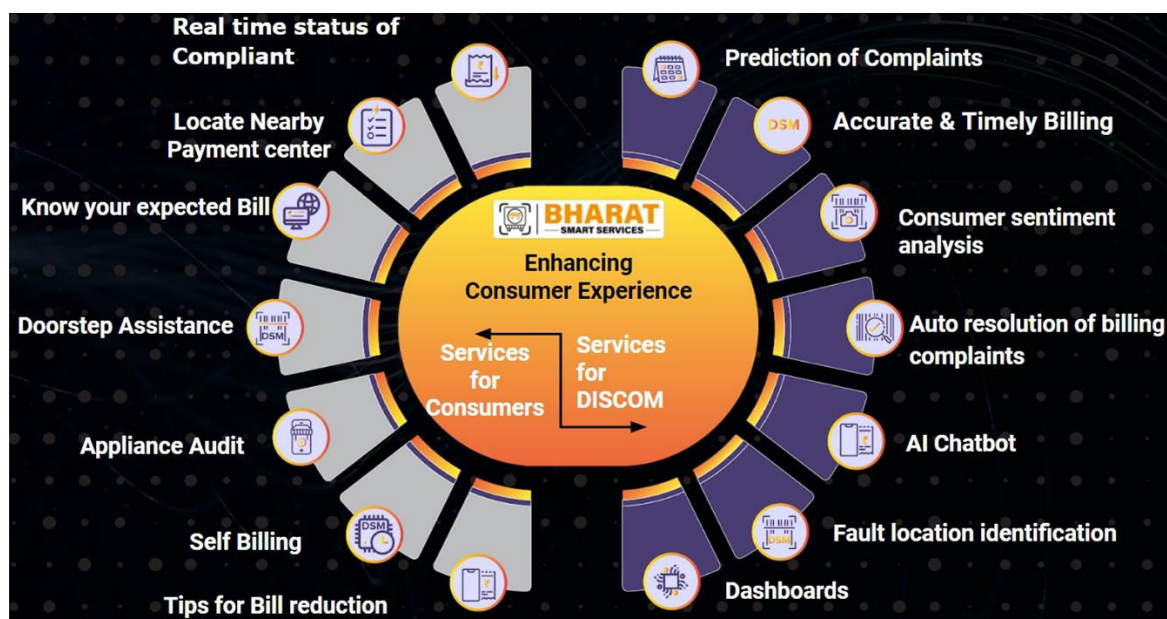 Real time status of
Compliant
Locate Nearby
Payment center
Know your expected Bill
Doorstep Assistance
DSM
Appliance Audit
Self Billing
DSM
Tips for Bill reduction
BHARAT
SMART SERVICES
Enhancing
Consumer Experience
Services
for
Consumers
Services
for
DISCOM
Prediction of Complaints
DSM
Accurate & Timely Billing
Consumer sentiment
analysis
Auto resolution of billing
complaints
AI Chatbot
DSM
Fault location identification
Dashboards